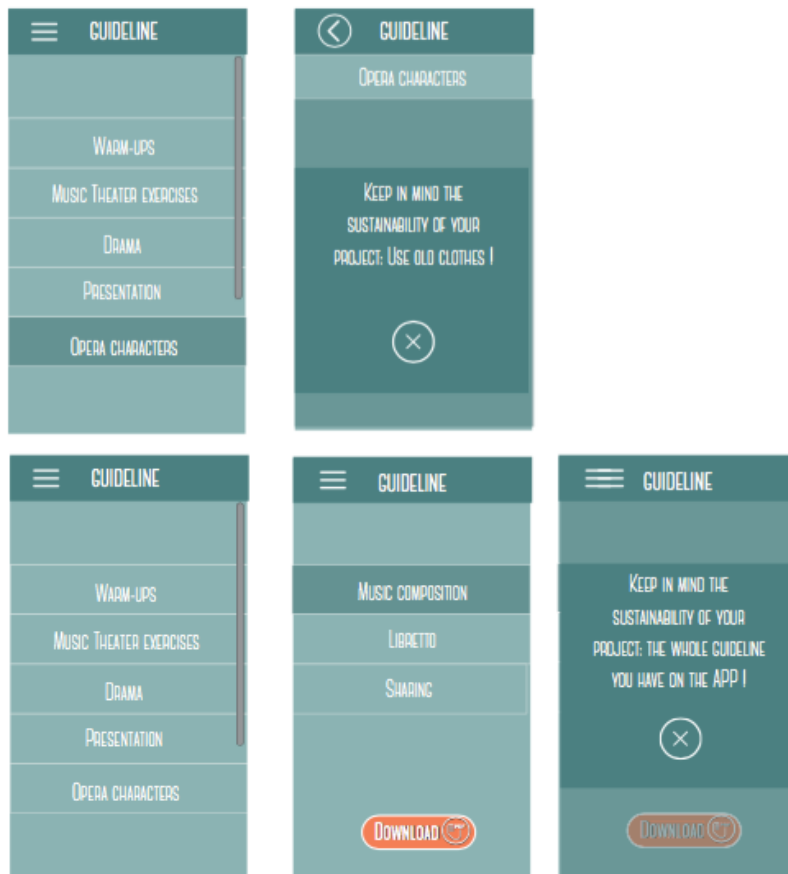 GUIDELINE
WARM-UPS
MUSIC THEATER EXERCISES
DRAMA
PRESENTATION
OPERA CHARACTERS
GUIDELINE
OPERA CHARACTERS
KEEP IN MIND THE
SUSTAINABILITY OF YOUR
PROJECT: USE OLD CLOTHES !
GUIDELINE
WARM-UPS
MUSIC THEATER EXERCISES
DRAMA
PRESENTATION
OPERA CHARACTERS
GUIDELINE
MUSIC COMPOSITION
LIBRETTO
SHARING
DOWNLOAD
GUIDELINE
KEEP IN MIND THE
SUSTAINABILITY OF YOUR
PROJECT: THE WHOLE GUIDELINE
YOU HAVE ON THE APP !
DOWNLOAD